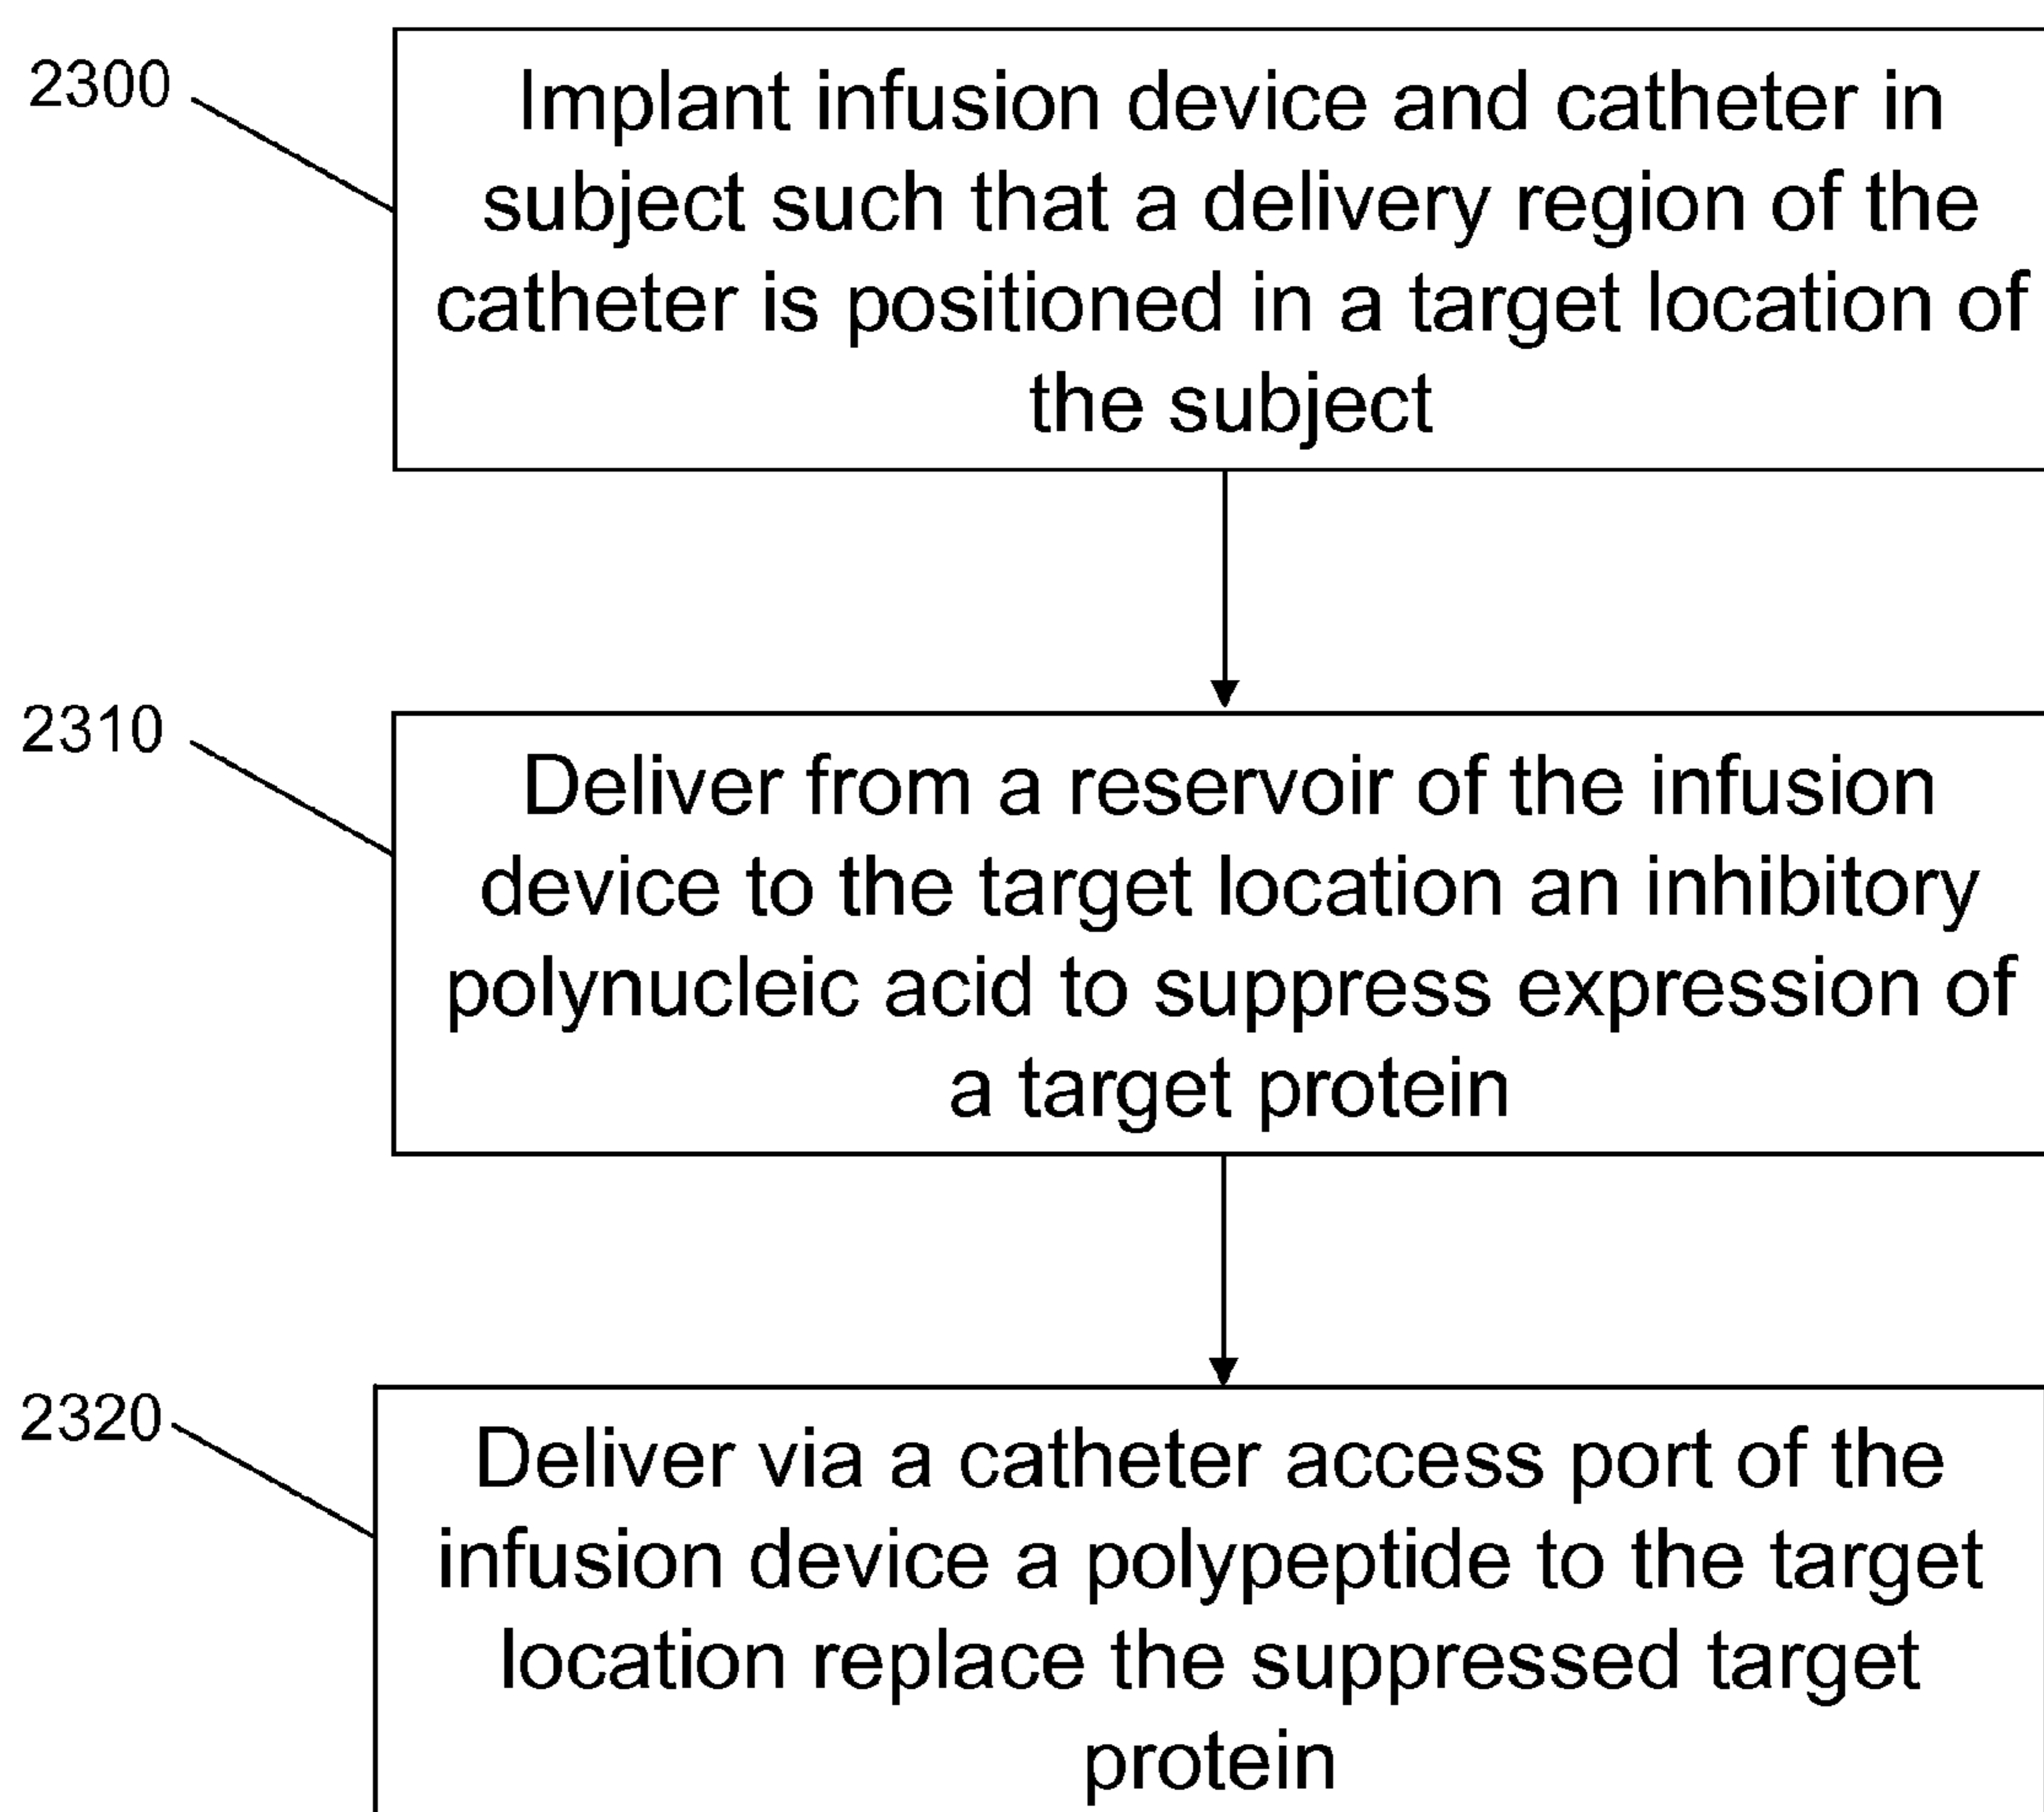 2300
Implant infusion device and catheter in
subject such that a delivery region of the
catheter is positioned in a target location of
the subject
2310
Deliver from a reservoir of the infusion
device to the target location an inhibitory
polynucleic acid to suppress expression of
a target protein
2320
Deliver via a catheter access port of the
infusion device a polypeptide to the target
location replace the suppressed target
protein